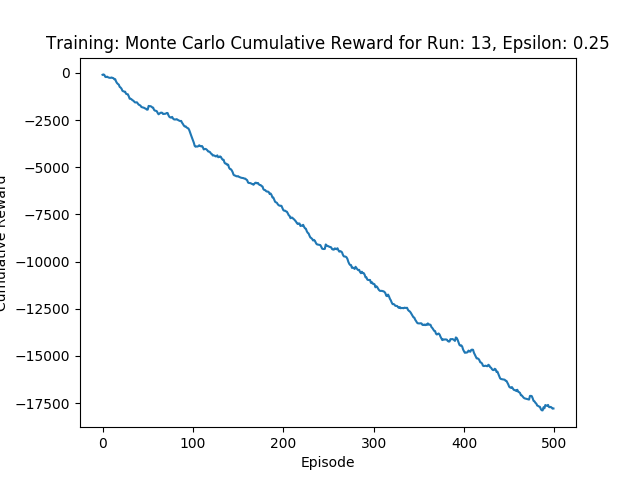 Training: Monte Carlo Cumulative Reward for Run: 13, Epsilon: 0.25
0
−2500
−5000
−7500
−10000
−12500
−15000
−17500
Cumulative Reward
0 100 200 300 400 500
Episode